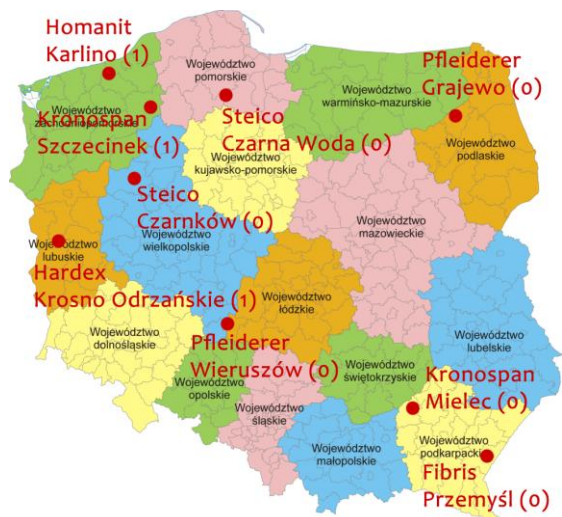 Homanit
Karlino (1)
Województwo
pomorskie
Pfleiderer
Grajewo (0)
Województwo
warmińsko-mazurskie
Województwo
zachodniopomorskie
Kronospan
Szczecinek (1)
Steico
Czarna Woda (0)
Województwo
podlaskie
Województwo
kujawsko-pomorskie
Steico
Czarnków (0)
Województwo
wielkopolskie
Województwo
mazowieckie
Województwo
lubuskie
Hardex
Krosno Odrzańskie (1)
Województwo
łódzkie
Województwo
dolnośląskie
Województwo
lubelskie
Pfleiderer
Wieruszów (0)
Województwo
opolskie
Województwo
śląskie
Województwo
świętokrzyskie
Kronospan
Mielec (0)
Województwo
małopolskie
Województwo
podkarpackie
Fibris
Przemyśl (0)